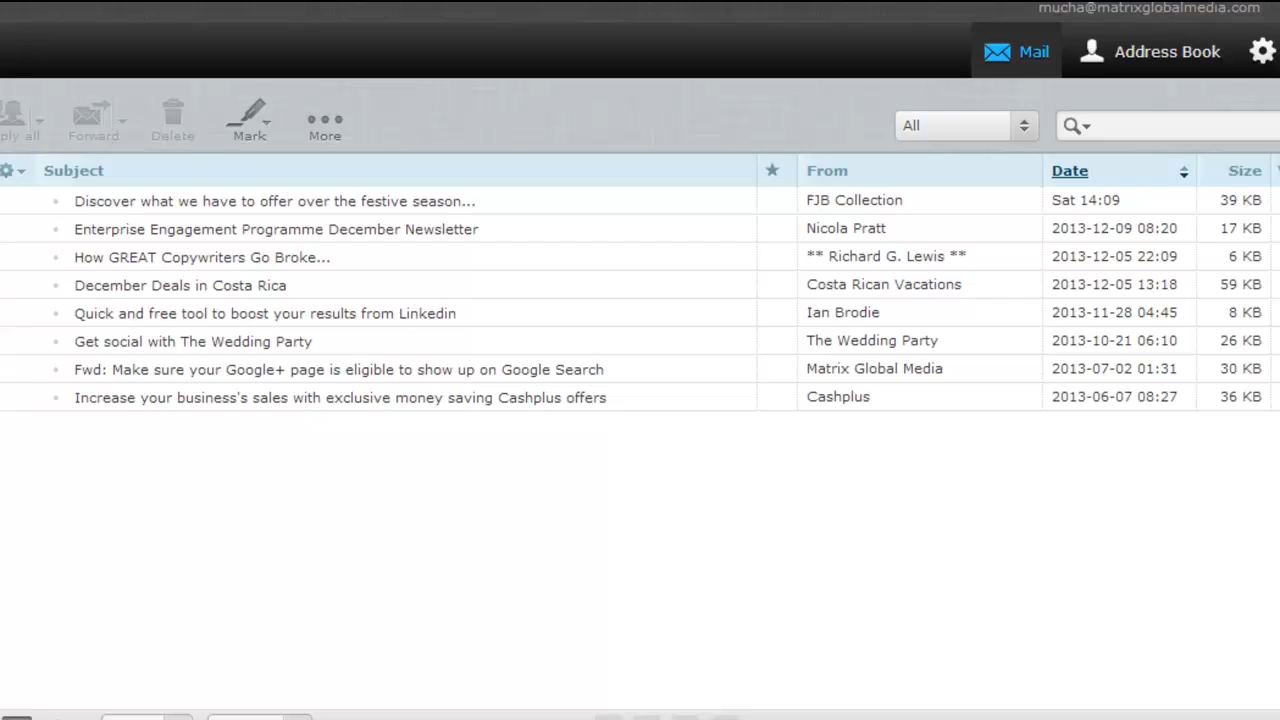 mucha@matrixglobalmedia.com
Mail Address Book
ply all Forward Delete Mark More All
Subject From Date Size
Discover what we have to offer over the festive season... FJB Collection Sat 14:09 39 KB
Enterprise Engagement Programme December Newsletter Nicola Pratt 2013-12-09 08:20 17 KB
How GREAT Copywriters Go Broke... ** Richard G. Lewis ** 2013-12-05 22:09 6 KB
December Deals in Costa Rica Costa Rican Vacations 2013-12-05 13:18 59 KB
Quick and free tool to boost your results from Linkedin Ian Brodie 2013-11-28 04:45 8 KB
Get social with The Wedding Party The Wedding Party 2013-10-21 06:10 26 KB
Fwd: Make sure your Google+ page is eligible to show up on Google Search Matrix Global Media 2013-07-02 01:31 30 KB
Increase your business's sales with exclusive money saving Cashplus offers Cashplus 2013-06-07 08:27 36 KB